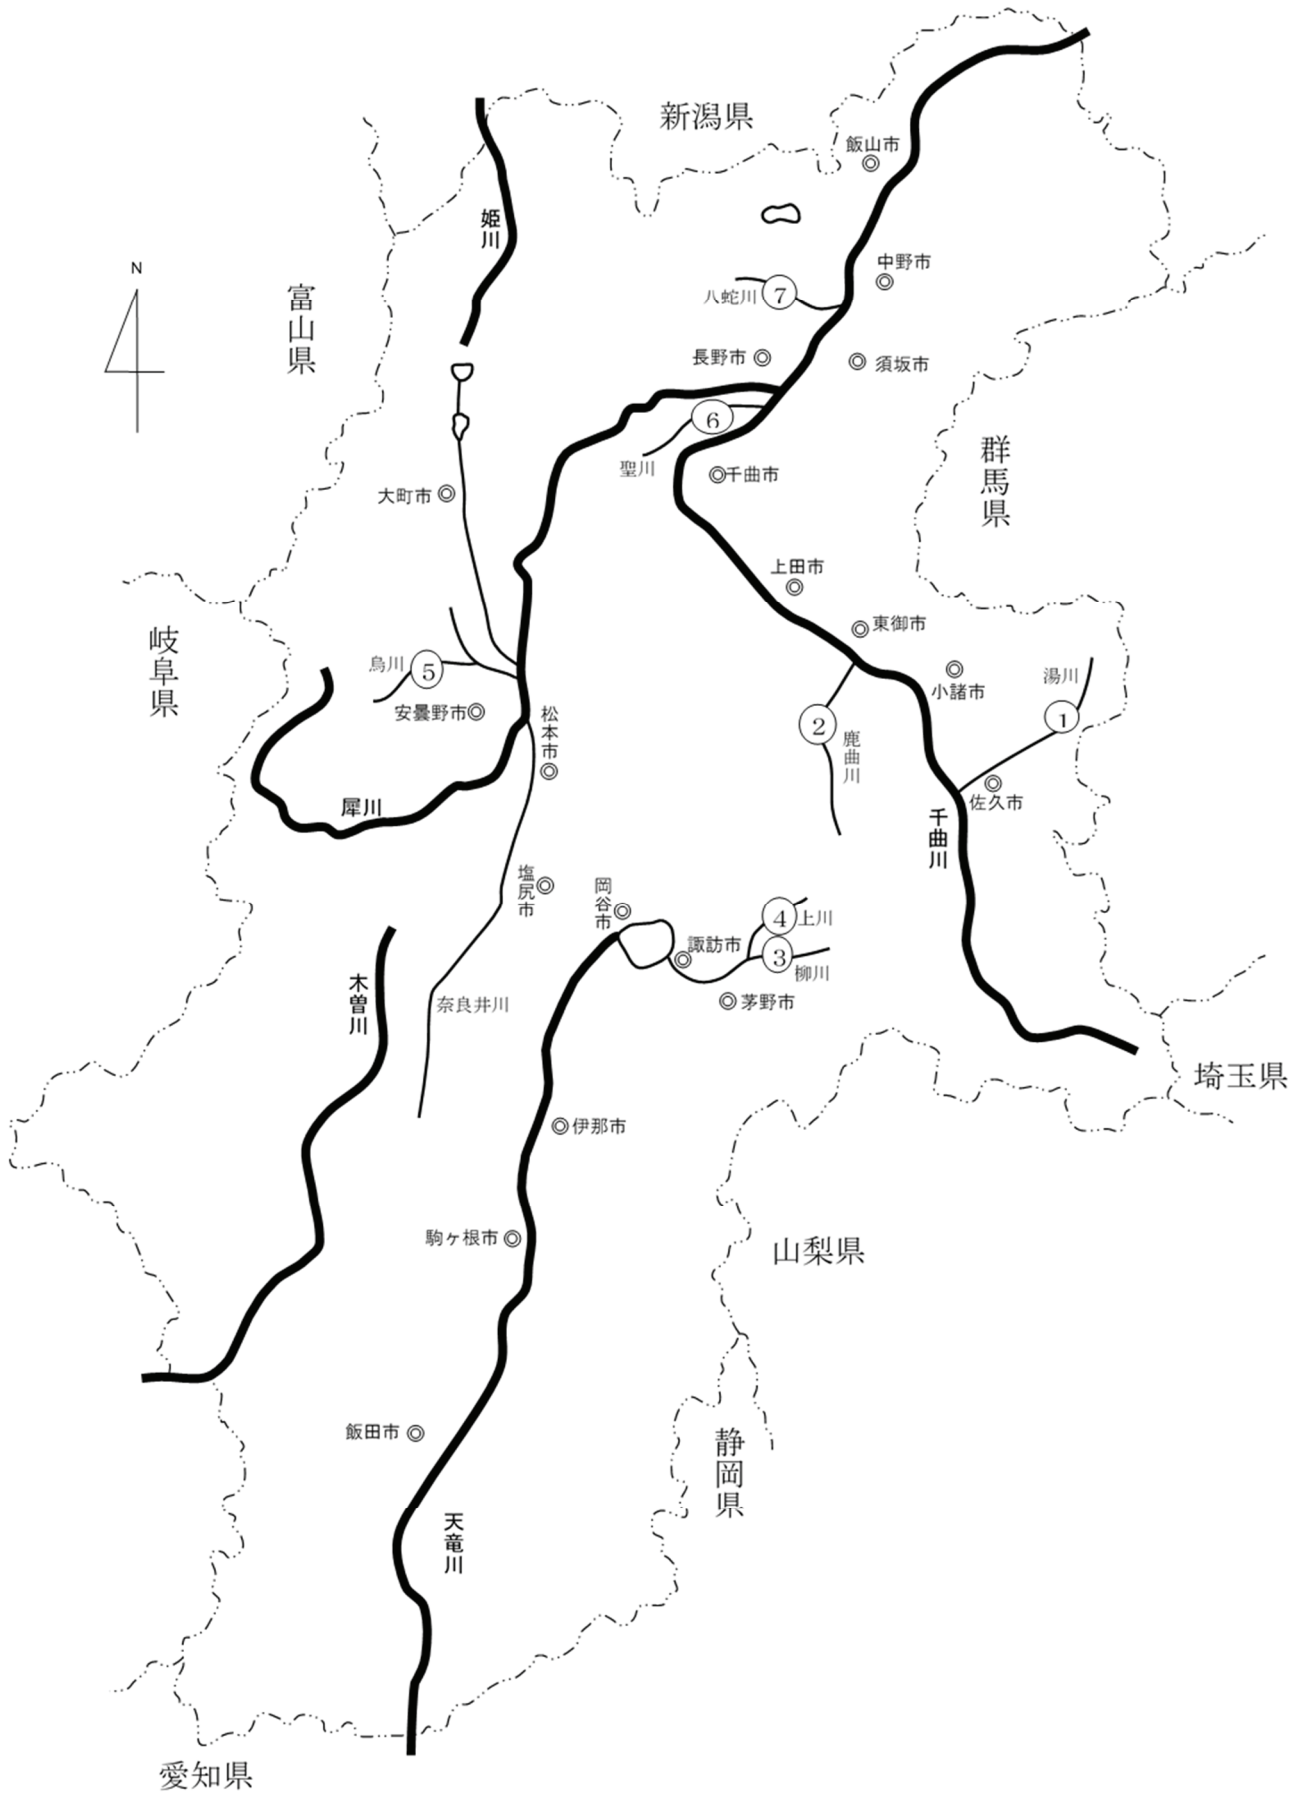 新潟県
飯山市
姫川
N
中野市
富山県
八蛇川
7
長野市
須坂市
6
聖川
千曲市
群馬県
大町市
上田市
東御市
岐阜県
烏川
5
小諸市
湯川
安曇野市
松本市
2
鹿曲川
1
犀川
佐久市
千曲川
塩尻市
岡谷市
4
上川
諏訪市
3
柳川
木曽川
奈良井川
茅野市
埼玉県
伊那市
駒ヶ根市
山梨県
飯田市
静岡県
天竜川
愛知県